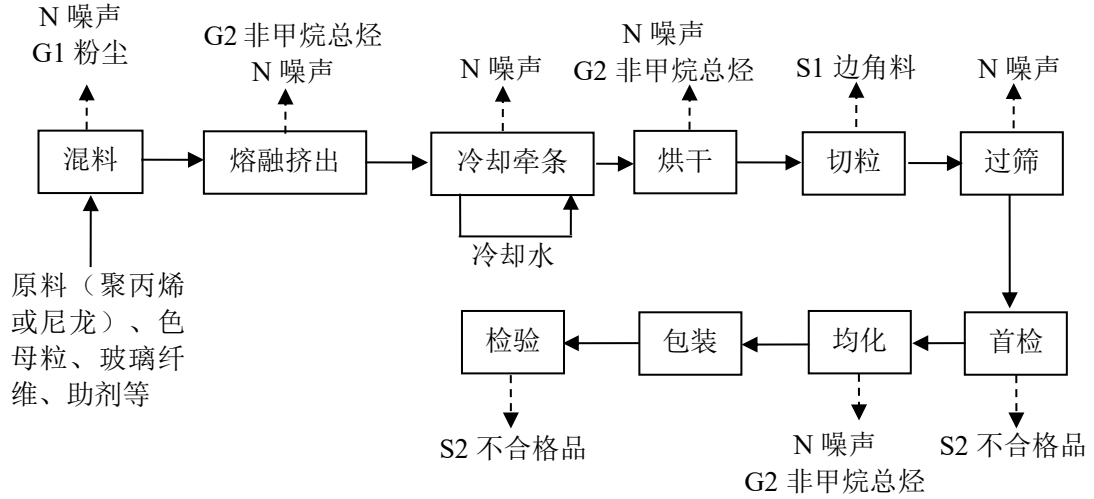 N 噪声
G1 粉尘
G2 非甲烷总烃
N 噪声
N 噪声
N 噪声
G2 非甲烷总烃
S1 边角料
N 噪声
混料
熔融挤出
冷却牵条
烘干
切粒
过筛
冷却水
原料（聚丙烯
或尼龙）、色
母粒、玻璃纤
维、助剂等
检验
包装
均化
首检
S2 不合格品
N 噪声
G2 非甲烷总烃
S2 不合格品